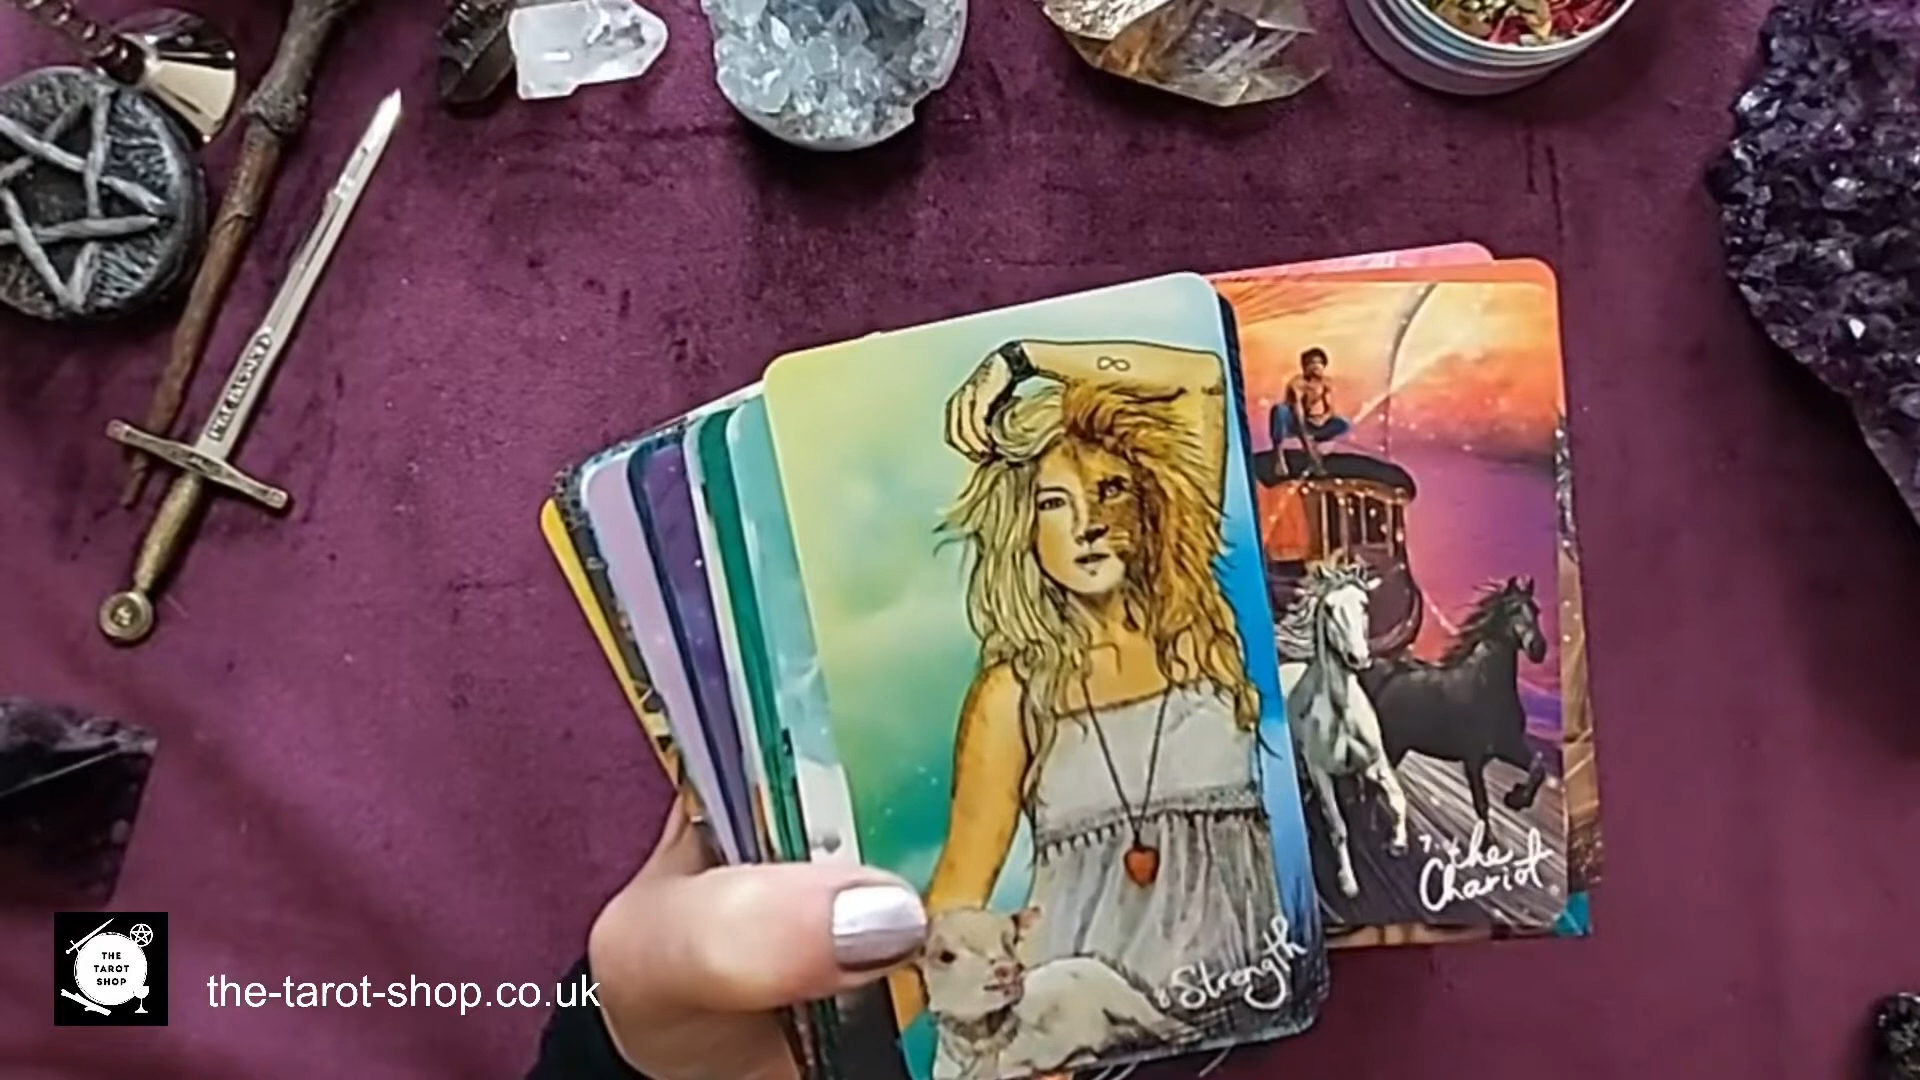 7. the
Chariot
8 Strength
THE
TAROT
SHOP
the-tarot-shop.co.uk